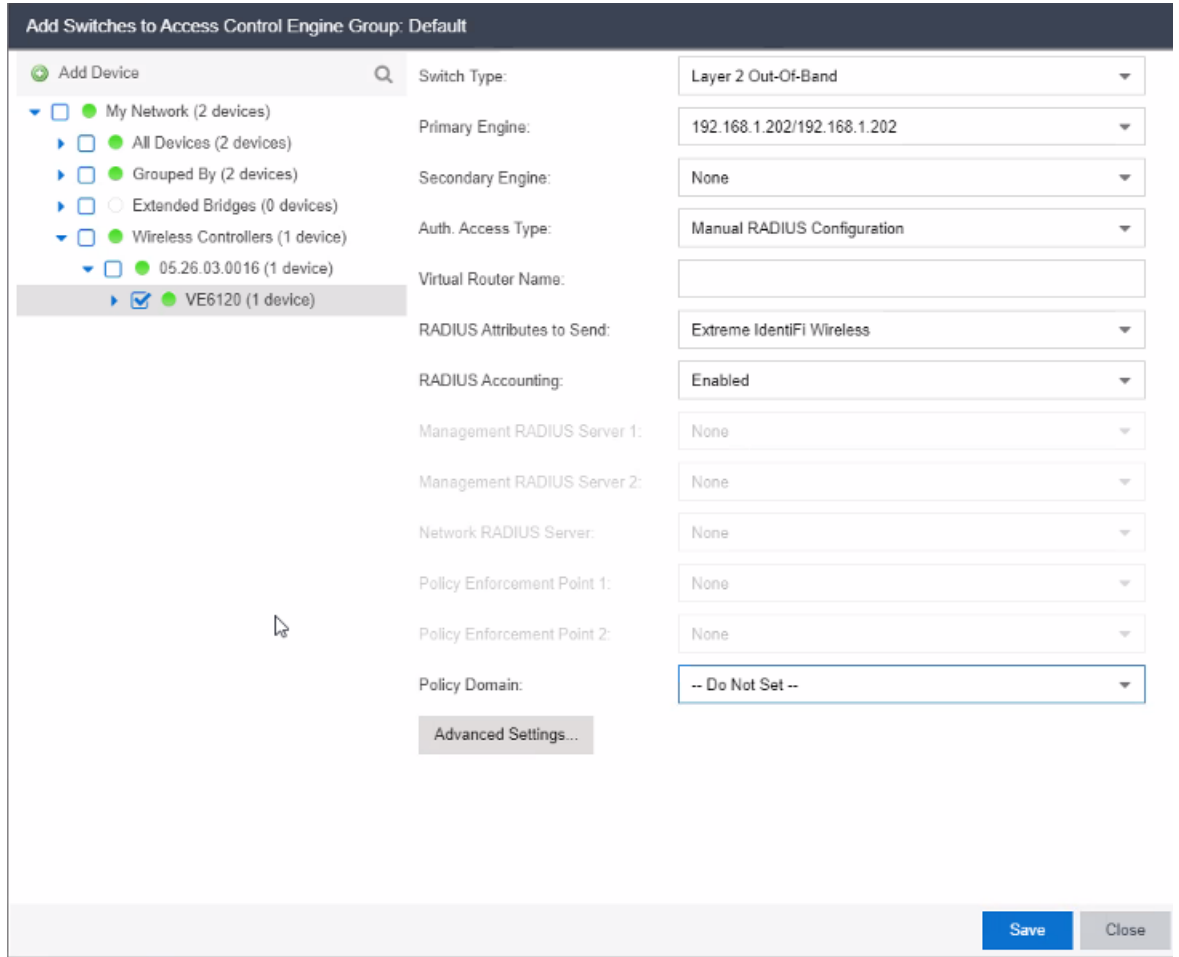 Add Switches to Access Control Engine Group: Default
Add Device
My Network (2 devices)
All Devices (2 devices)
Grouped By (2 devices)
Extended Bridges (0 devices)
Wireless Controllers (1 device)
05.26.03.0016 (1 device)
VE6120 (1 device)
Switch Type: Layer 2 Out-Of-Band
Primary Engine: 192.168.1.202/192.168.1.202
Secondary Engine: None
Auth. Access Type: Manual RADIUS Configuration
Virtual Router Name:
RADIUS Attributes to Send: Extreme IdentiFi Wireless
RADIUS Accounting: Enabled
Management RADIUS Server 1: None
Management RADIUS Server 2: None
Network RADIUS Server: None
Policy Enforcement Point 1: None
Policy Enforcement Point 2: None
Policy Domain: -- Do Not Set --
Advanced Settings...
Save Close